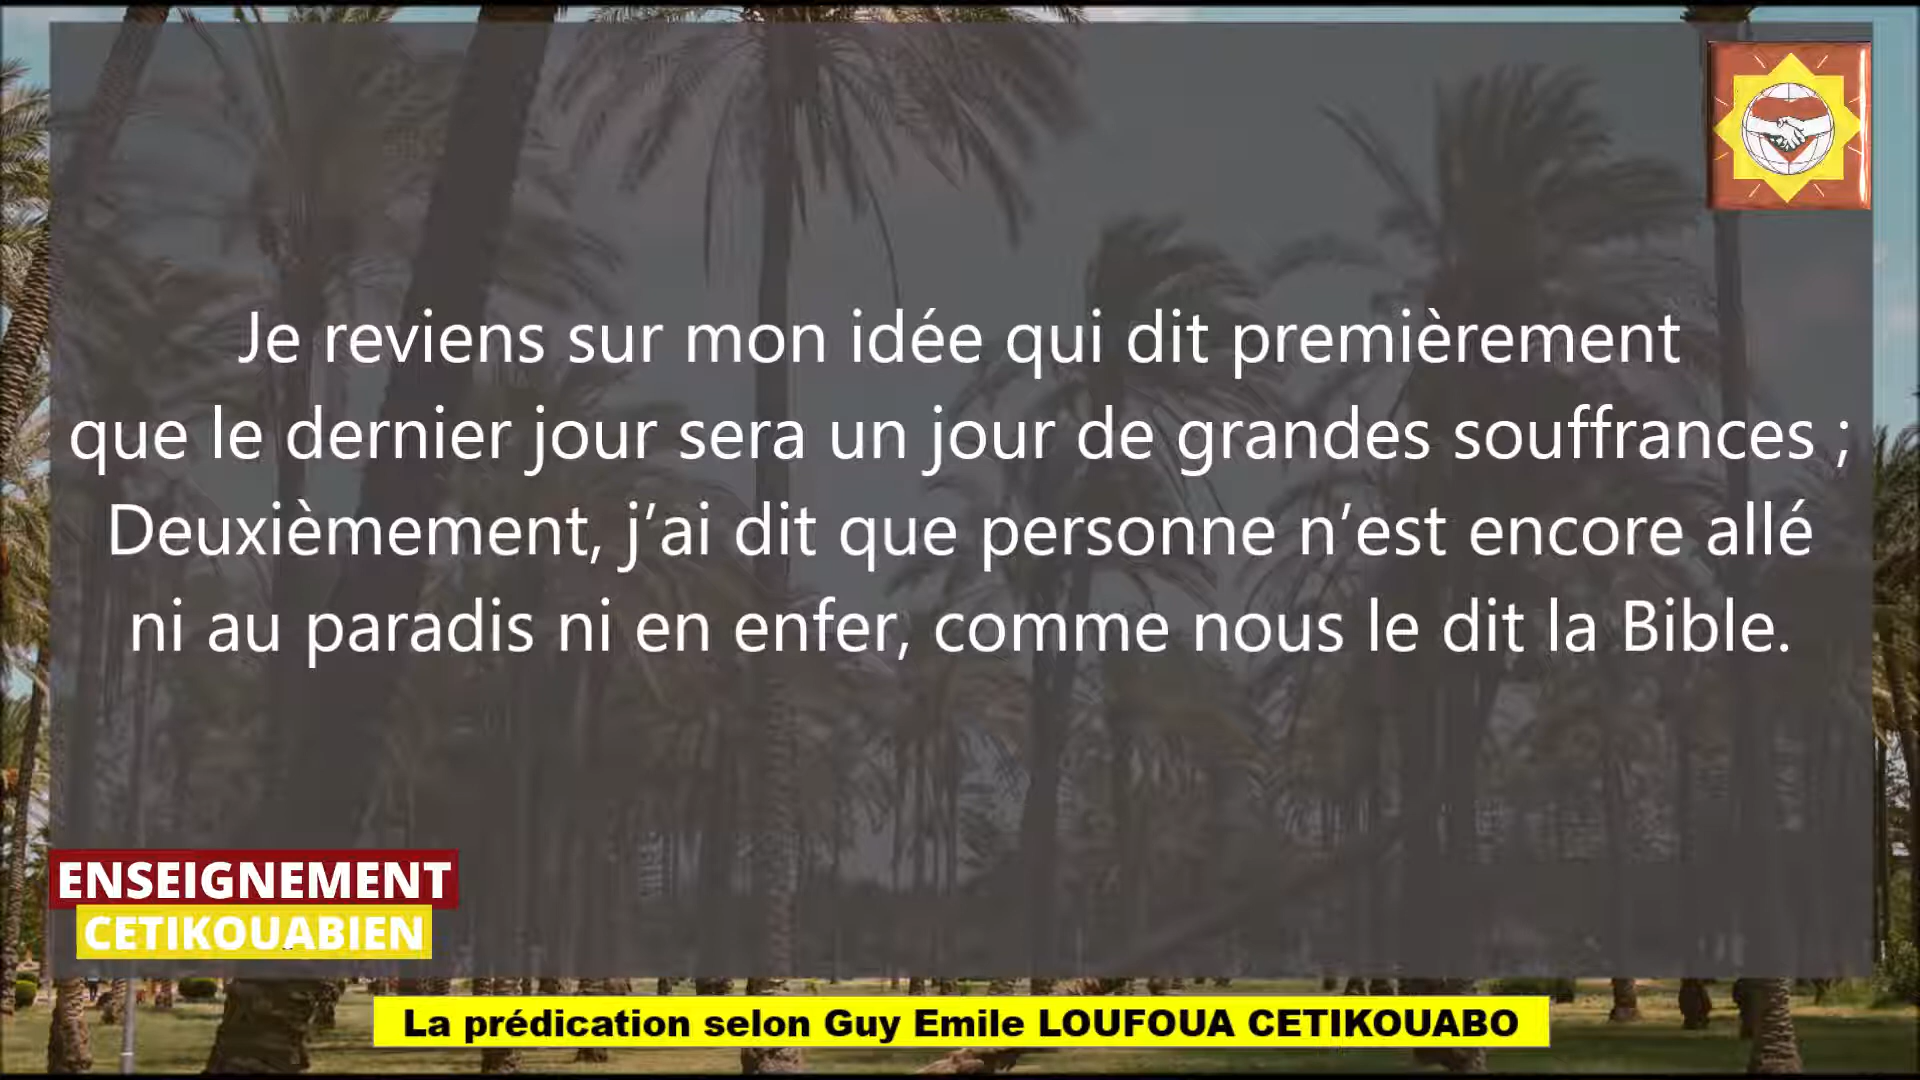 Je reviens sur mon idée qui dit premièrement
que le dernier jour sera un jour de grandes souffrances ;
Deuxièmement, j’ai dit que personne n’est encore allé
ni au paradis ni en enfer, comme nous le dit la Bible.
ENSEIGNEMENT
CETIKOUABIEN
La prédication selon Guy Emile LOUFOUA CETIKOUABO